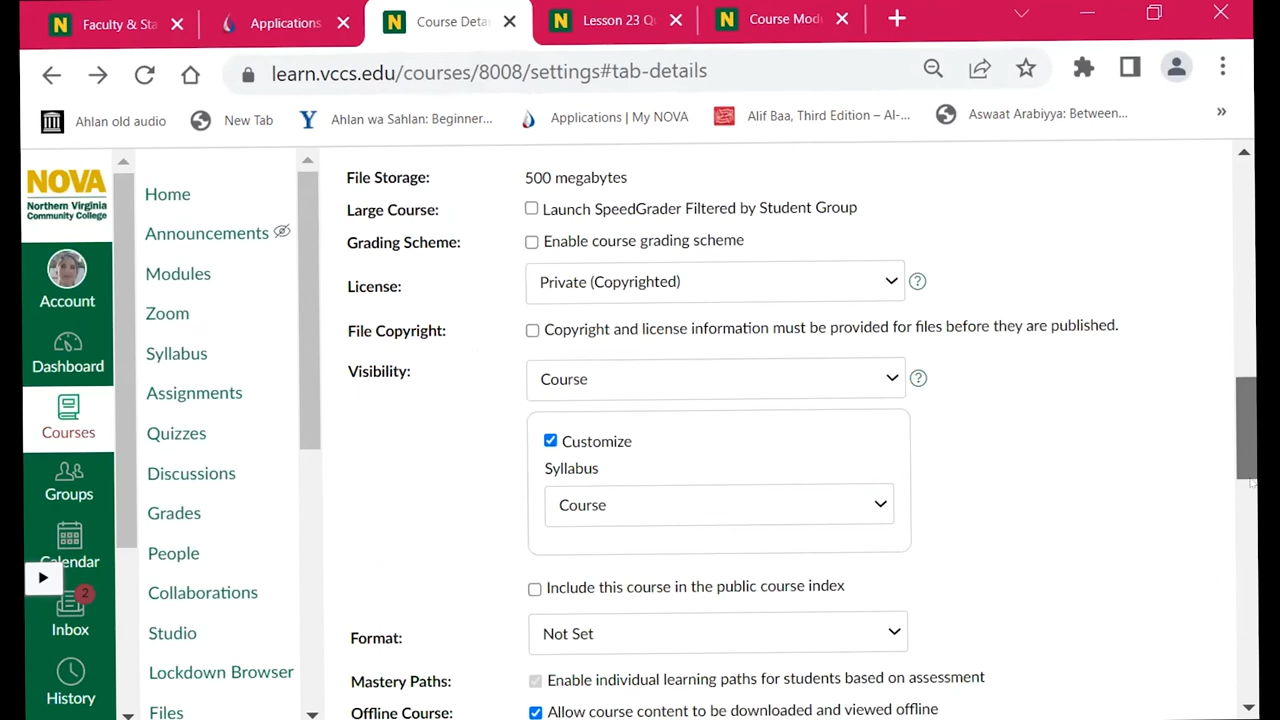 Faculty & Sta
Applications
Course Deta
Lesson 23 Q
Course Mod
learn.vccs.edu/courses/8008/settings#tab-details
Ahlan old audio
New Tab
Ahlan wa Sahlan: Beginner...
Applications | My NOVA
Alif Baa, Third Edition – Al-...
Aswaat Arabiyya: Between...
NOVA
Northern Virginia
Community College
Account
Dashboard
Courses
Groups
Calendar
2
Inbox
History
Home
Announcements
Modules
Zoom
Syllabus
Assignments
Quizzes
Discussions
Grades
People
Collaborations
Studio
Lockdown Browser
Files
File Storage: 500 megabytes
Large Course: Launch SpeedGrader Filtered by Student Group
Grading Scheme: Enable course grading scheme
License: Private (Copyrighted)
File Copyright: Copyright and license information must be provided for files before they are published.
Visibility: Course
Customize
Syllabus
Course
Include this course in the public course index
Format: Not Set
Mastery Paths: Enable individual learning paths for students based on assessment
Offline Course: Allow course content to be downloaded and viewed offline